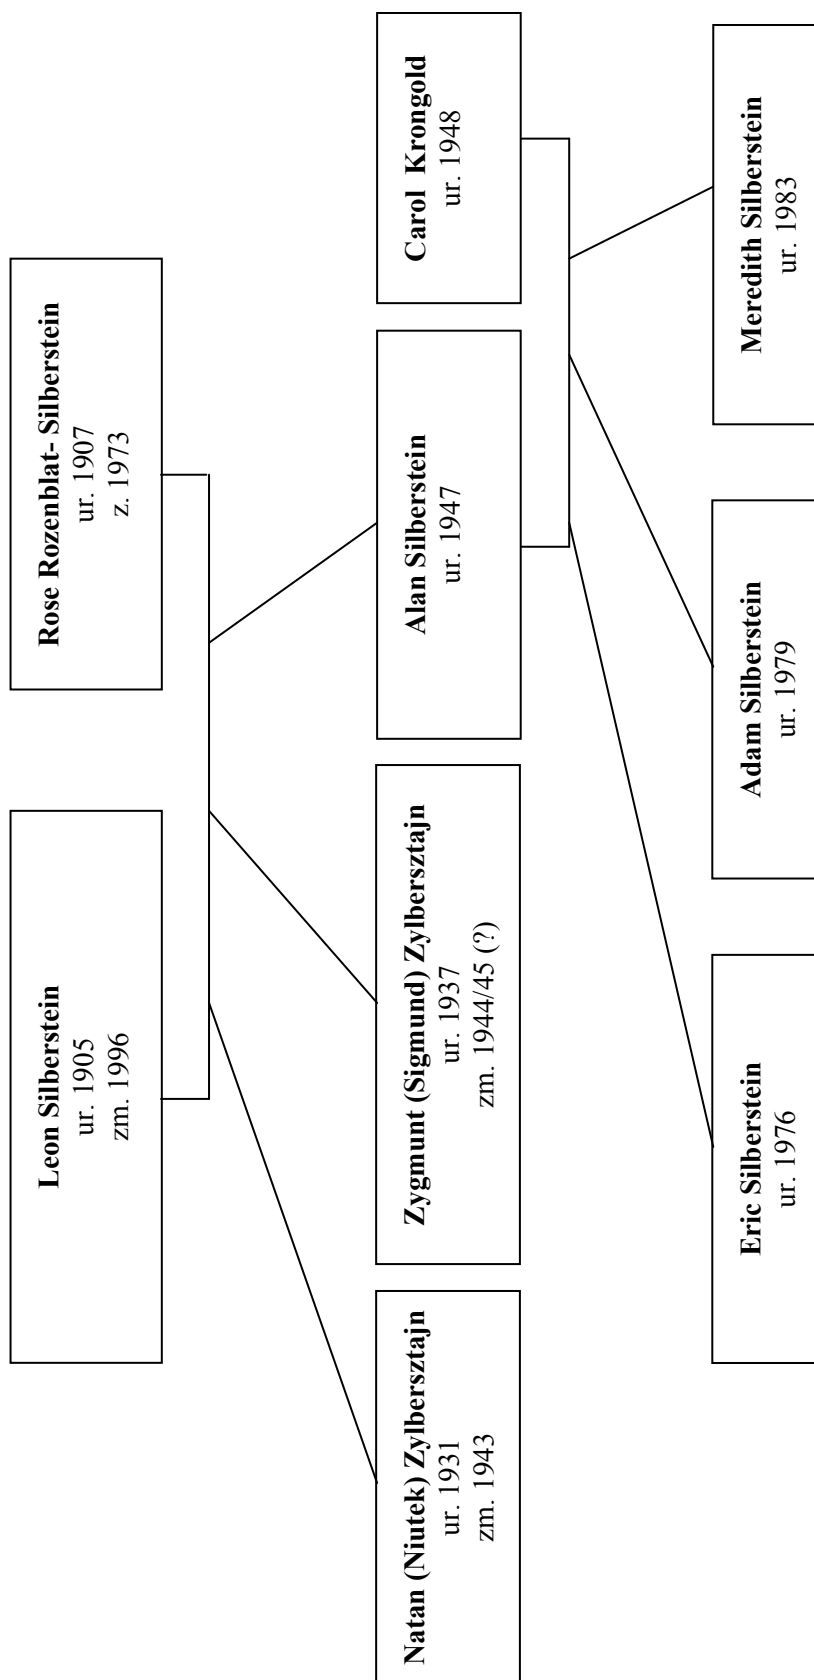 Leon Silberstein
ur. 1905
zm. 1996
Rose Rozenblat- Silberstein
ur. 1907
z. 1973
Natan (Niutek) Zylbersztajn
ur. 1931
zm. 1943
Zygmunt (Sigmund) Zylbersztajn
ur. 1937
zm. 1944/45 (?)
Alan Silberstein
ur. 1947
Carol Krongold
ur. 1948
Eric Silberstein
ur. 1976
Adam Silberstein
ur. 1979
Meredith Silberstein
ur. 1983